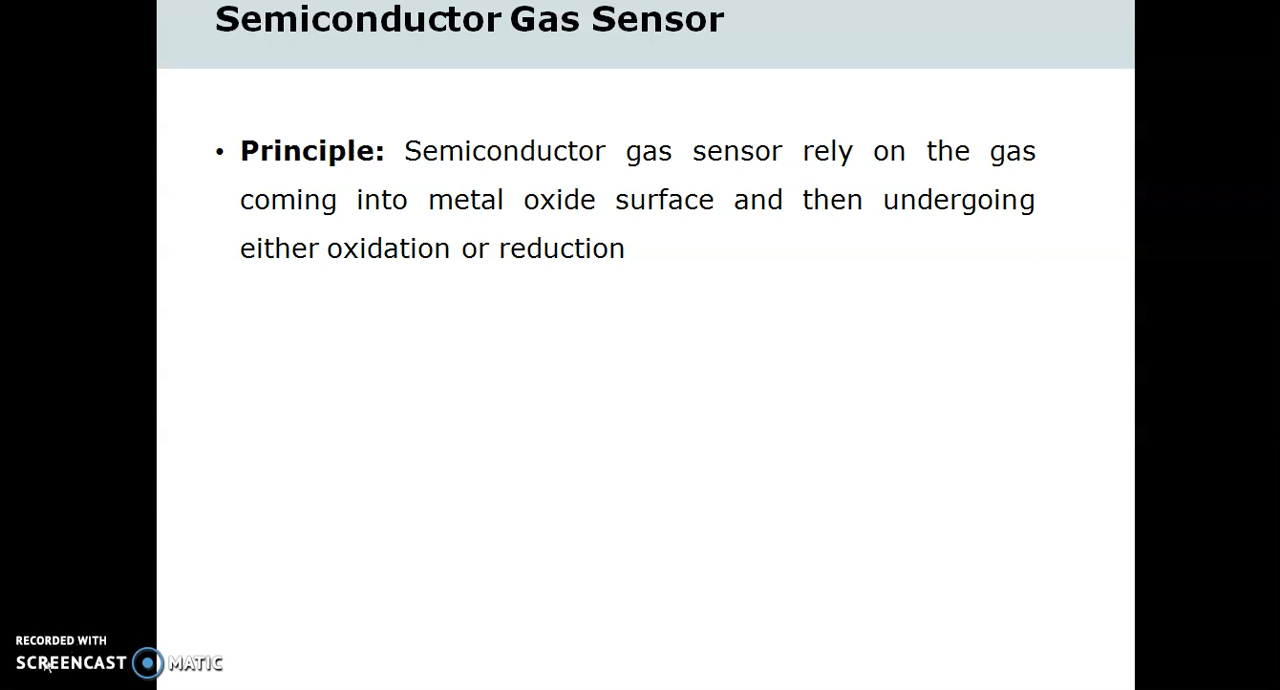 Semiconductor Gas Sensor
• Principle: Semiconductor gas sensor rely on the gas
coming into metal oxide surface and then undergoing
either oxidation or reduction
RECORDED WITH
SCREENCAST MATIC